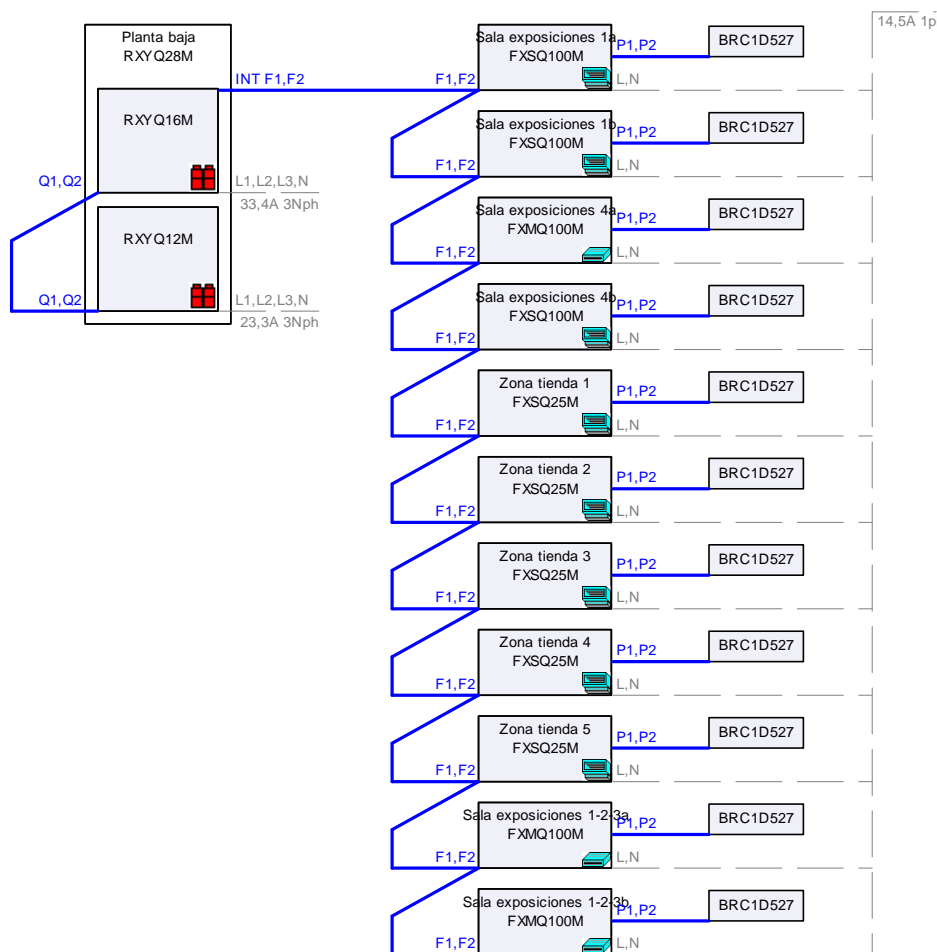 14,5A 1p
Planta baja
RXYQ28M
INT F1,F2
RXYQ16M
Q1,Q2
L1,L2,L3,N
33,4A 3Nph
RXYQ12M
Q1,Q2
L1,L2,L3,N
23,3A 3Nph
Sala exposiciones 1a
FXSQ100M
F1,F2
P1,P2
BRC1D527
L,N
Sala exposiciones 1b
FXSQ100M
F1,F2
P1,P2
BRC1D527
L,N
Sala exposiciones 4a
FXMQ100M
F1,F2
P1,P2
BRC1D527
L,N
Sala exposiciones 4b
FXSQ100M
F1,F2
P1,P2
BRC1D527
L,N
Zona tienda 1
FXSQ25M
F1,F2
P1,P2
BRC1D527
L,N
Zona tienda 2
FXSQ25M
F1,F2
P1,P2
BRC1D527
L,N
Zona tienda 3
FXSQ25M
F1,F2
P1,P2
BRC1D527
L,N
Zona tienda 4
FXSQ25M
F1,F2
P1,P2
BRC1D527
L,N
Zona tienda 5
FXSQ25M
F1,F2
P1,P2
BRC1D527
L,N
Sala exposiciones 1-2-3a
FXMQ100M
F1,F2
P1,P2
BRC1D527
L,N
Sala exposiciones 1-2-3b
FXMQ100M
F1,F2
P1,P2
BRC1D527
L,N